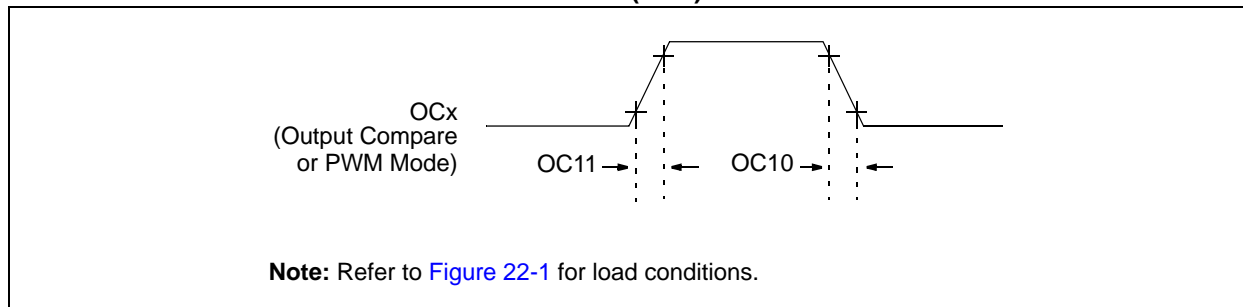 OCx
(Output Compare
or PWM Mode)
OC11
OC10
Note: Refer to Figure 22-1 for load conditions.